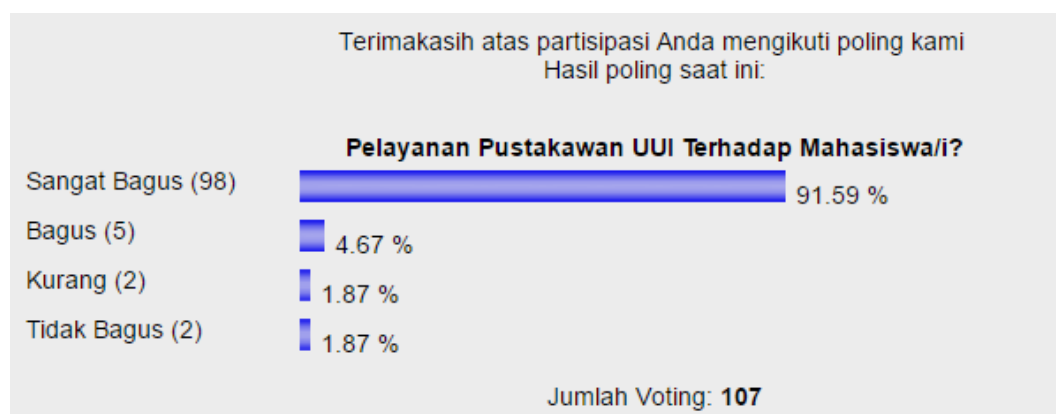 Terimakasih atas partisipasi Anda mengikuti poling kami
Hasil poling saat ini:
Pelayanan Pustakawan UUI Terhadap Mahasiswa/i?
Sangat Bagus (98) 91.59 %
Bagus (5) 4.67 %
Kurang (2) 1.87 %
Tidak Bagus (2) 1.87 %
Jumlah Voting: 107